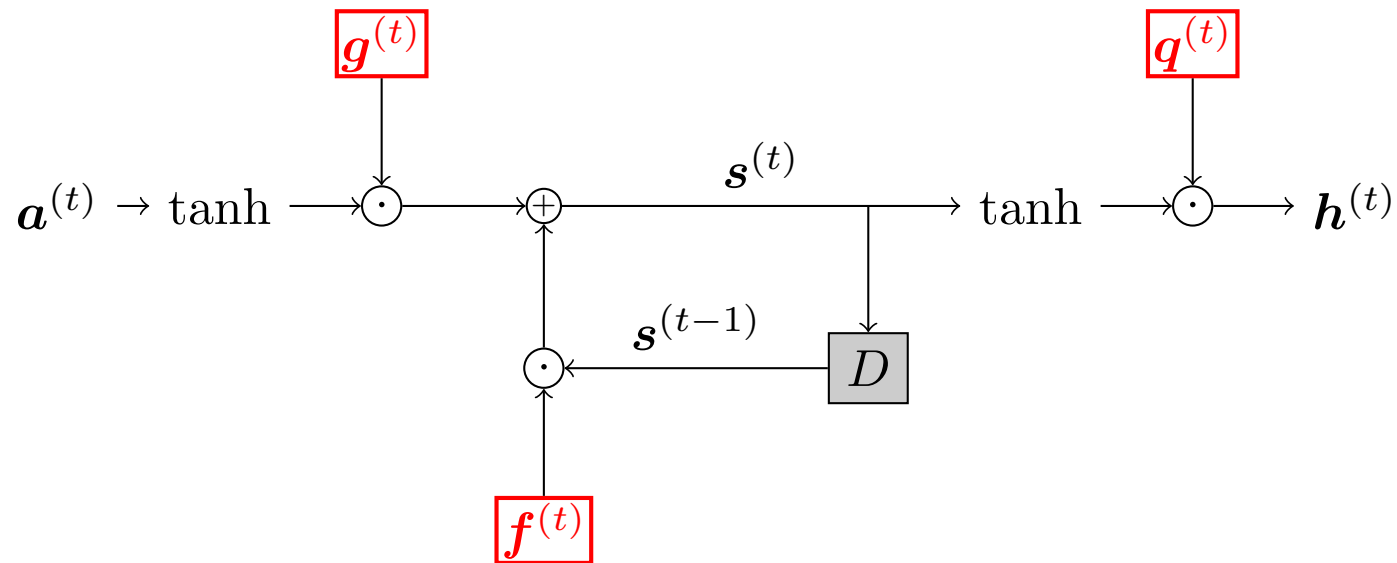 g^(t) q^(t)
s^(t)
a^(t) → tanh ⊙ + tanh ⊙ h^(t)
s^(t−1)
⊙ D
f^(t)